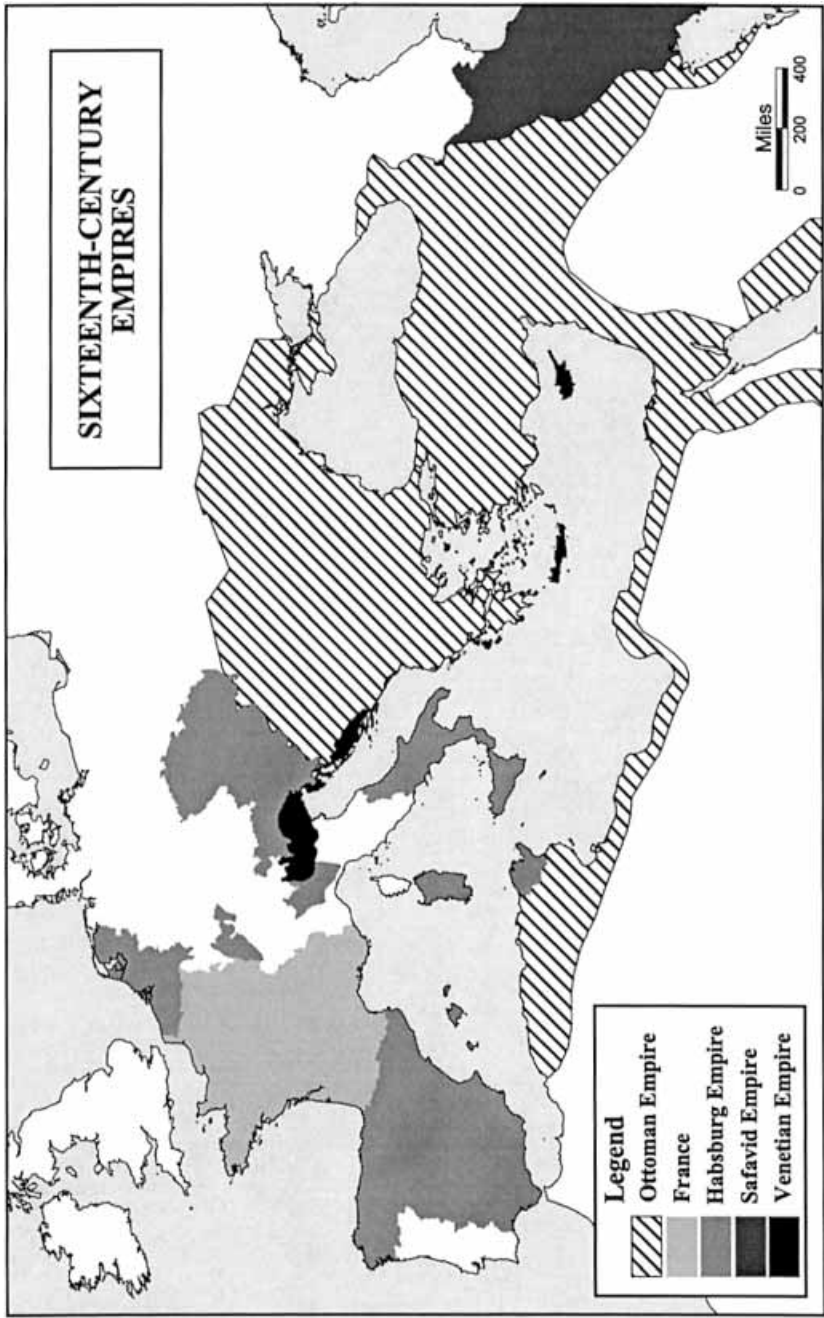 SIXTEENTH-CENTURY
EMPIRES
Miles
0 200 400
Legend
Ottoman Empire
France
Habsburg Empire
Safavid Empire
Venetian Empire